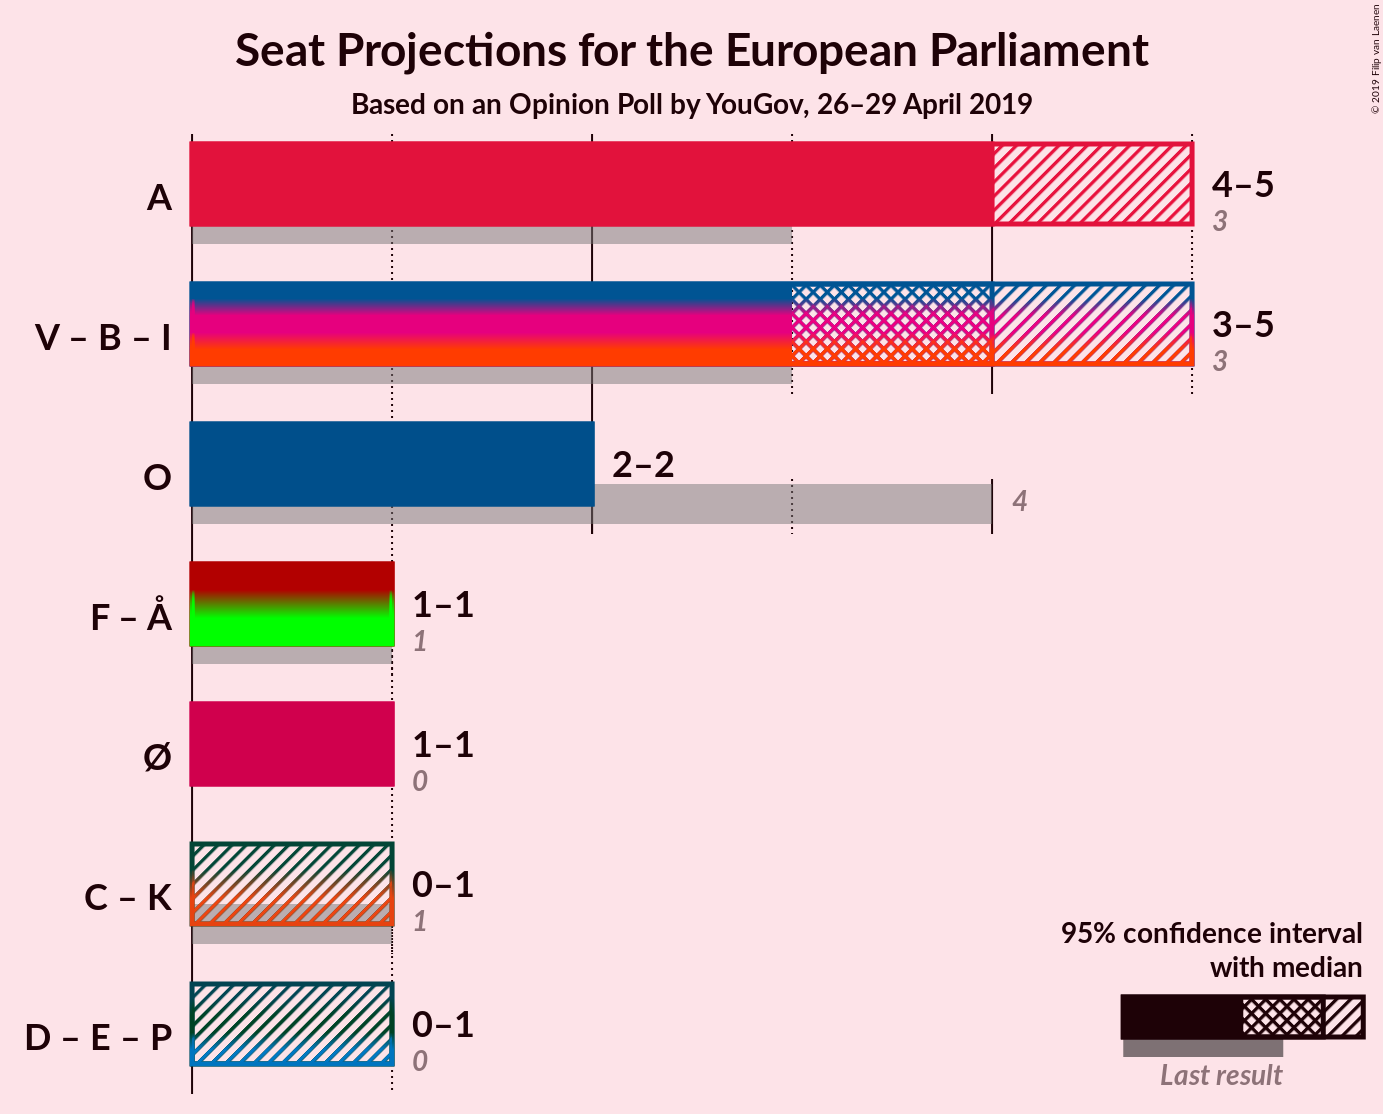 Seat Projections for the European Parliament
Based on an Opinion Poll by YouGov, 26–29 April 2019
© 2019 Filip van Laenen
A
4–5
3
V – B – I
3–5
3
O
2–2
4
F – Å
1–1
1
Ø
1–1
0
C – K
0–1
1
D – E – P
0–1
0
95% confidence interval
with median
Last result